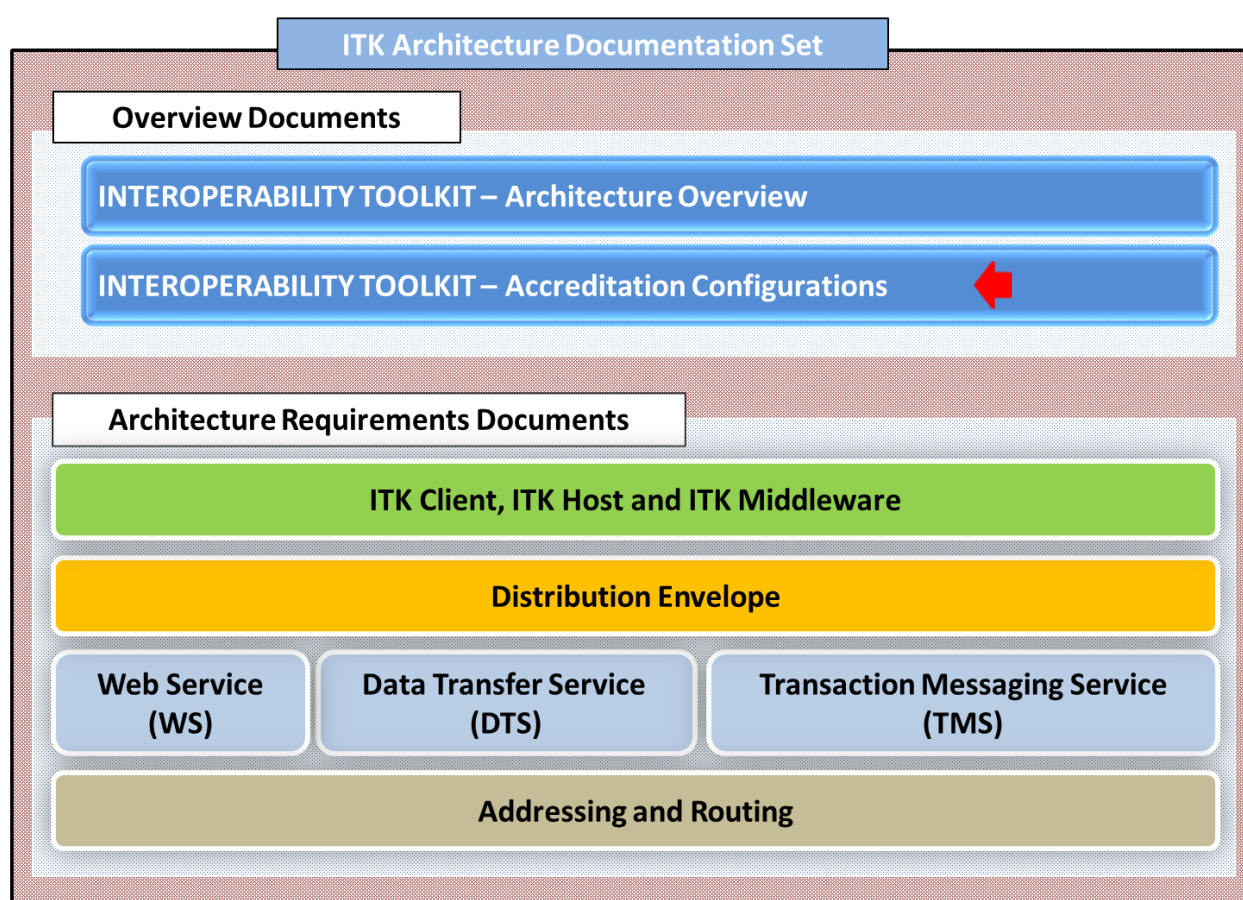 ITK Architecture Documentation Set
Overview Documents
INTEROPERABILITY TOOLKIT – Architecture Overview
INTEROPERABILITY TOOLKIT – Accreditation Configurations
Architecture Requirements Documents
ITK Client, ITK Host and ITK Middleware
Distribution Envelope
Web Service
(WS)
Data Transfer Service
(DTS)
Transaction Messaging Service
(TMS)
Addressing and Routing